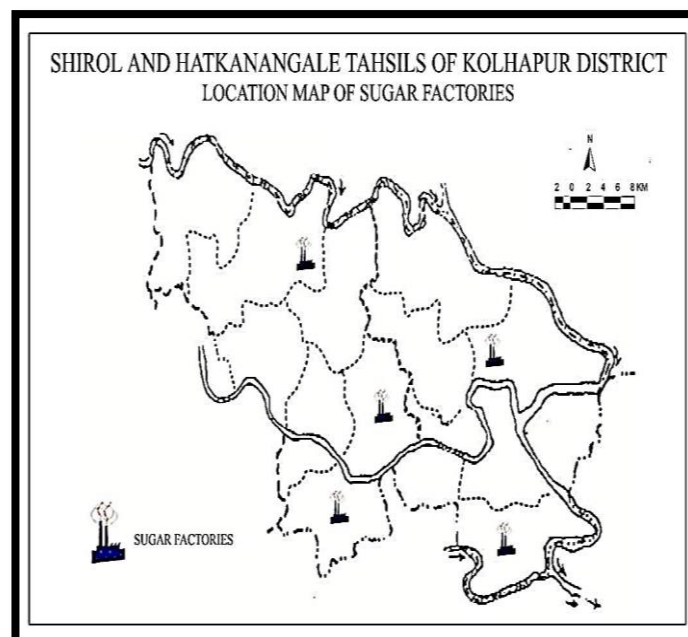 SHIROL AND HATKANANGALE TAHSILS OF KOLHAPUR DISTRICT
LOCATION MAP OF SUGAR FACTORIES
N
2 0 2 4 6 8 KM
SUGAR FACTORIES